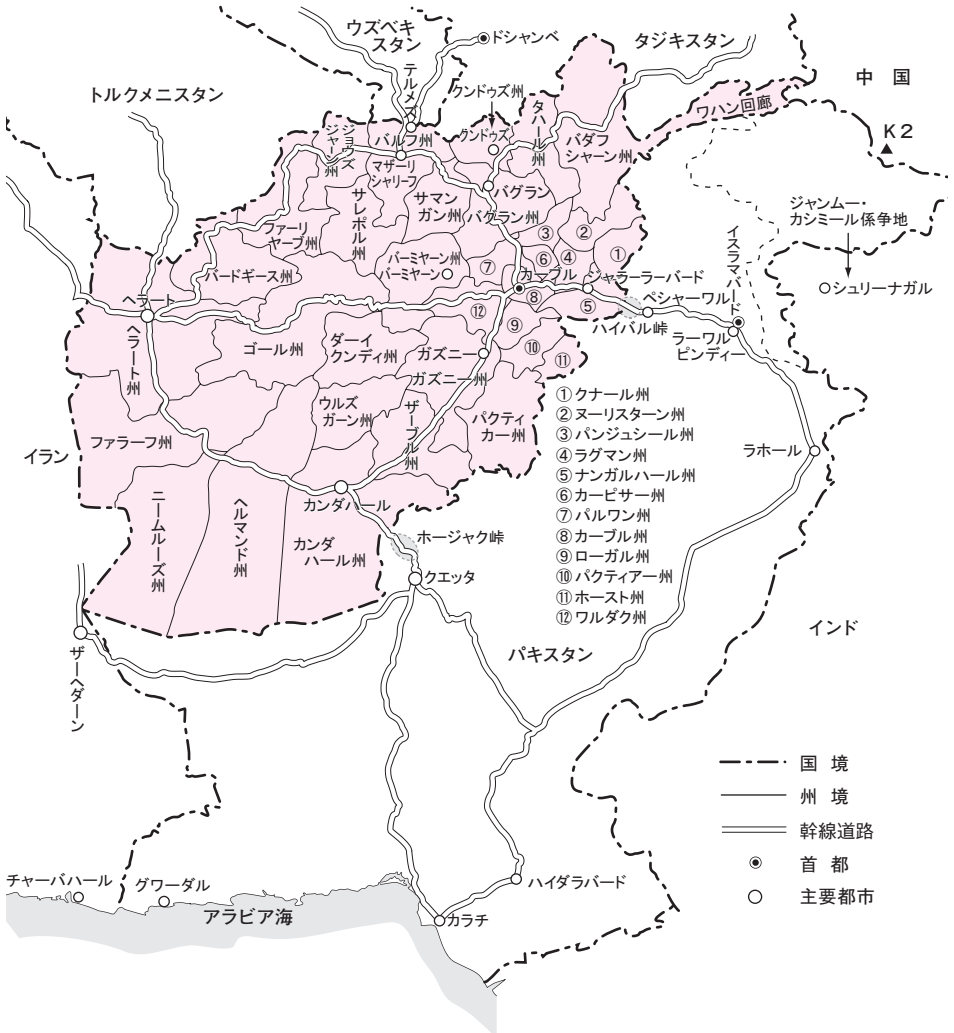 ウズベキ
スタン
ドシャンベ
タジキスタン
中 国
トルクメニスタン
テルメズ
クンドゥズ州
クンドゥズ
タハール州
バダフ
シャーン州
ワハン回廊
K2
ジョウズ
ジャーン州
バルフ州
マザーリ
シャリーフ
サレポル州
サマン
ガン州
バグラン
バグラン州
ジャンムー・
カシミール係争地
シュリーナガル
ファーリ
ヤーブ州
バードギース州
バーミヤーン州
バーミヤーン
③
②
①
⑥
④
⑦
カーブル
⑧
ジャラーラーバード
⑤
ペシャーワル
ハイバル峠
イスラマバード
ラーワル
ピンディー
ヘラート
ヘラート州
ゴール州
ダーイ
クンディ州
⑫
⑨
⑩
⑪
ガズニー
ガズニー州
ウルズ
ガーン州
ザーブル州
パクティ
カー州
イラン
ファラーフ州
ニームルーズ州
ヘルマンド州
カンダハール
カンダ
ハール州
ホージャク峠
クエッタ
ザーヘダーン
ラホール
①クナール州
②ヌーリスターン州
③パンジュシール州
④ラグマン州
⑤ナンガルハール州
⑥カーピサー州
⑦パルワン州
⑧カーブル州
⑨ローガル州
⑩パクティアー州
⑪ホースト州
⑫ワルダク州
パキスタン
インド
チャーバハール
グワーダル
アラビア海
カラチ
ハイダラバード
国 境
州 境
幹線道路
首 都
主要都市